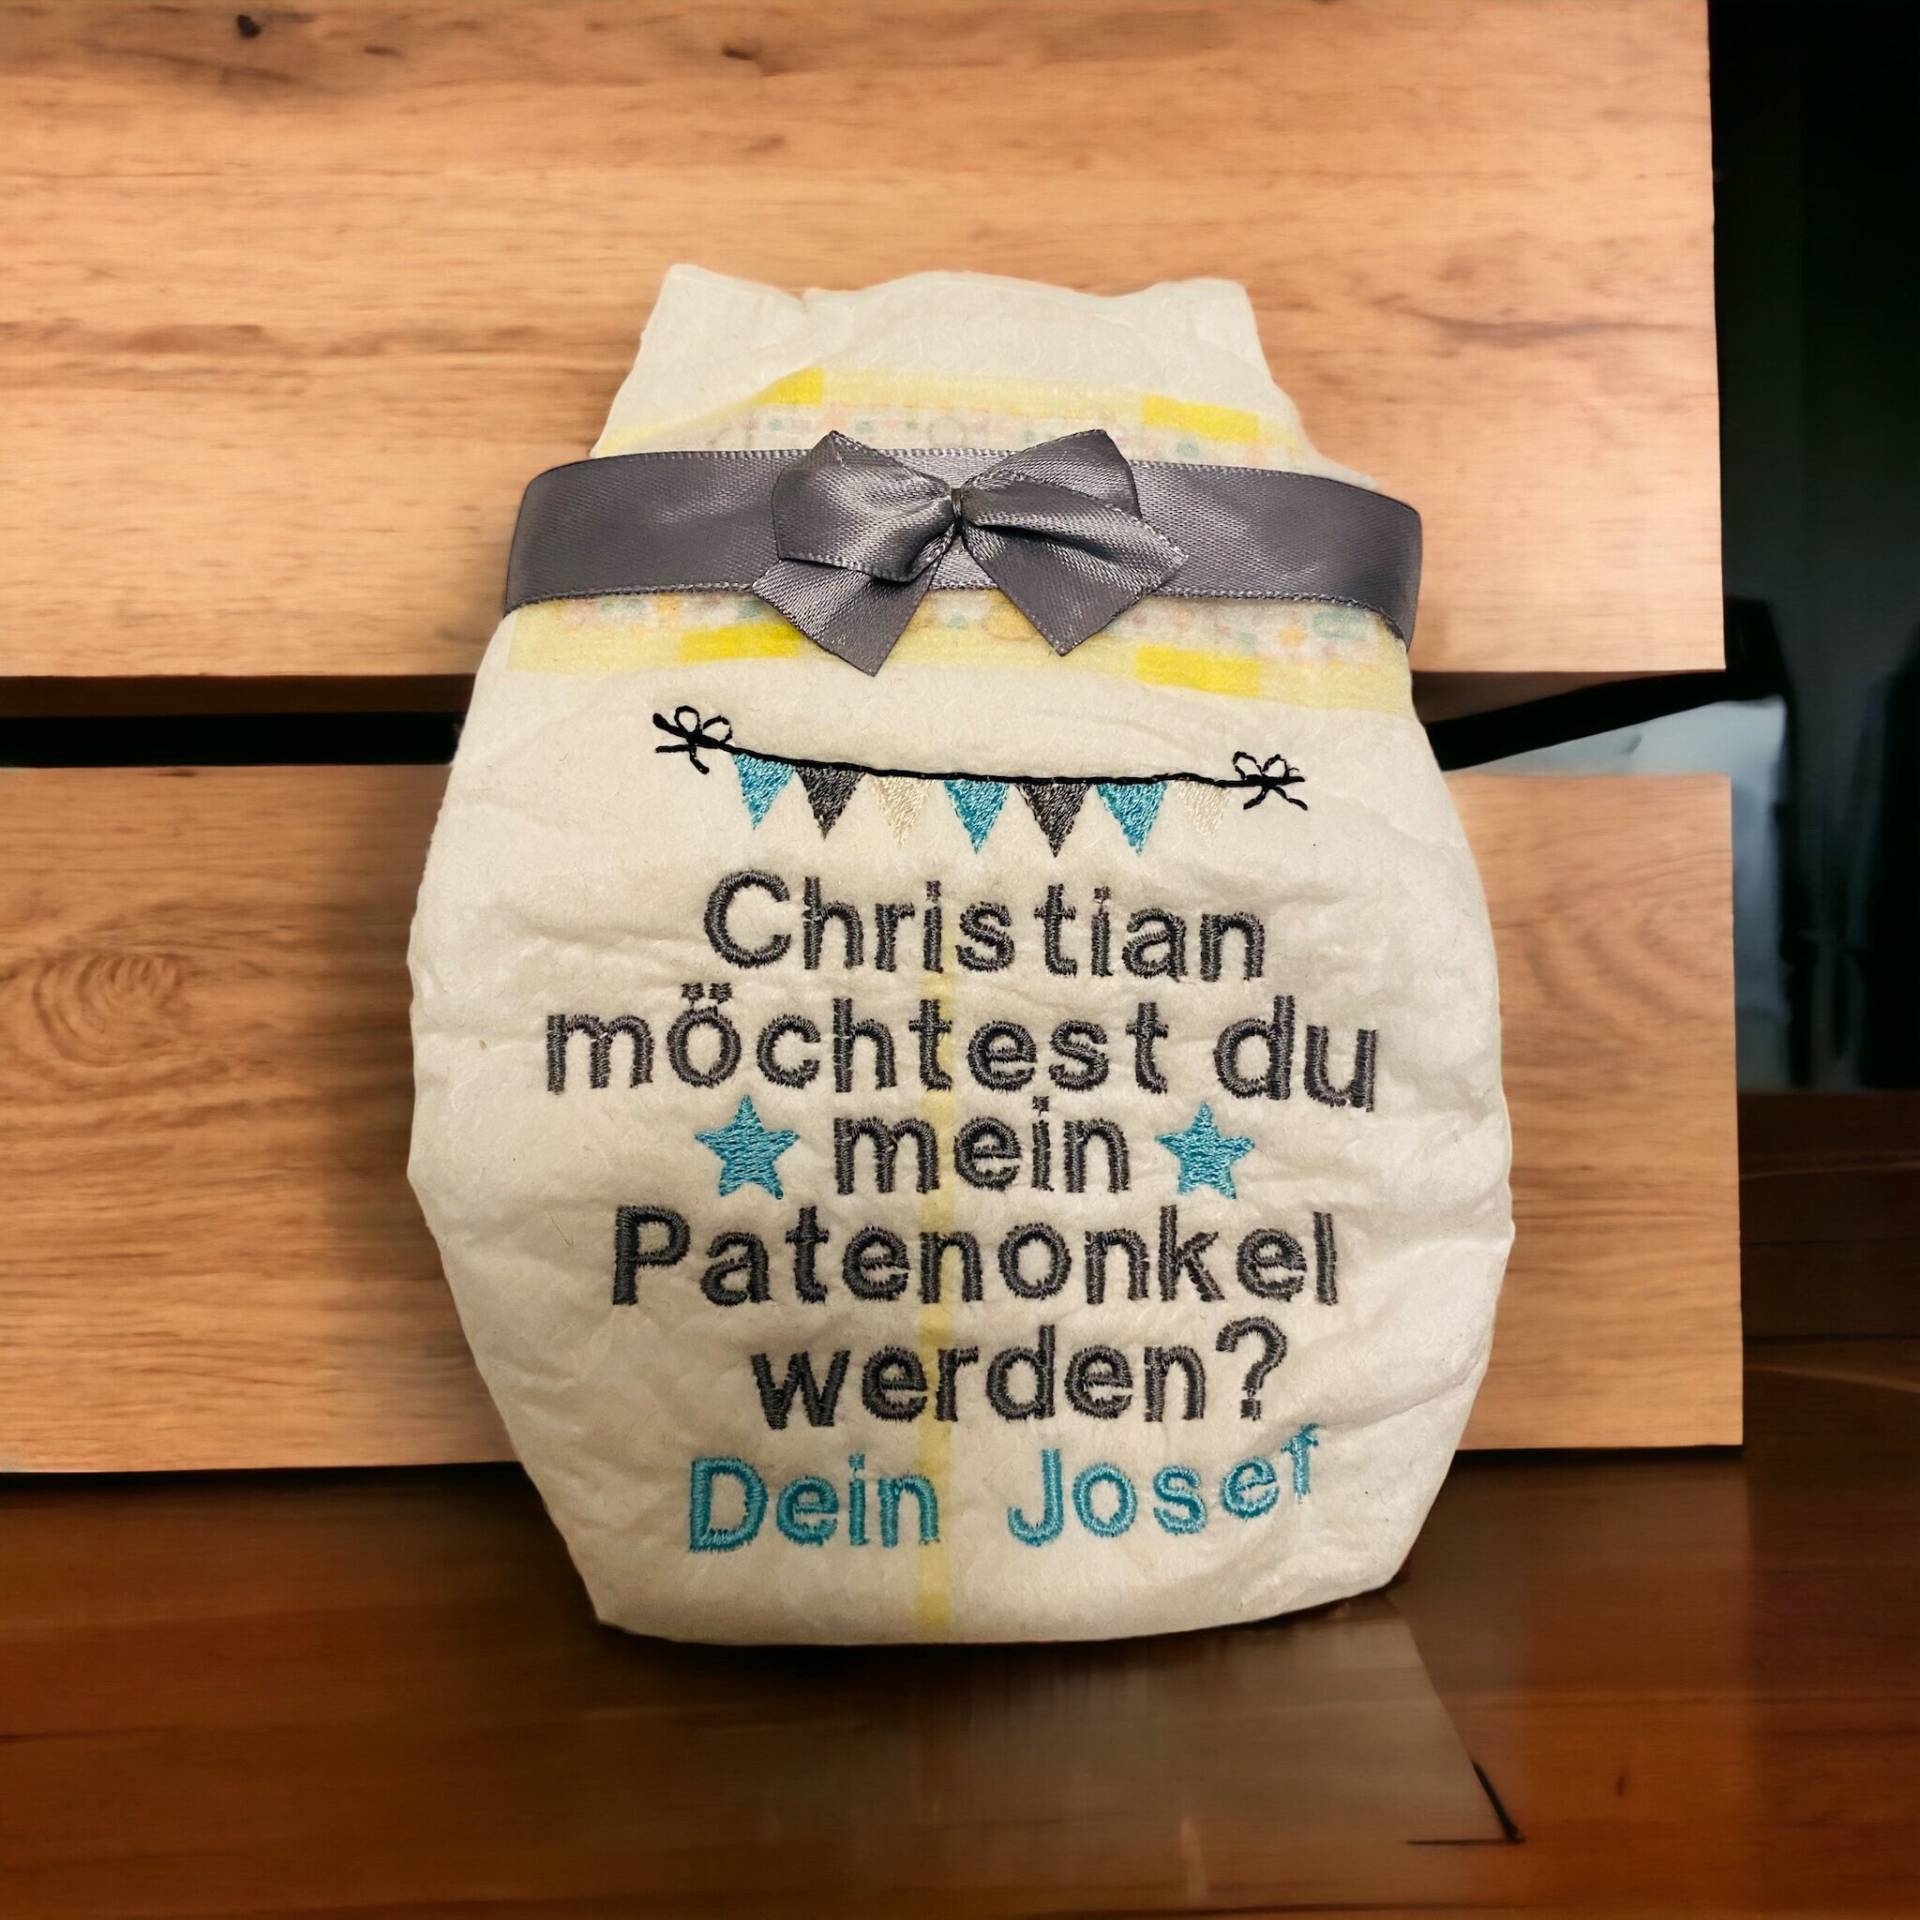 Christian
möchtest du
mein
Patenonkel
werden?
Dein Josef